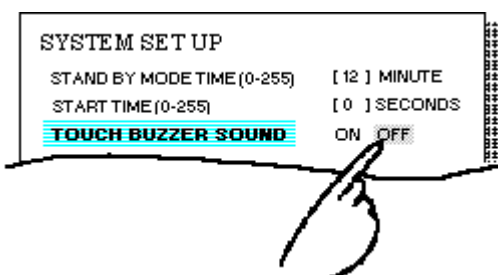 SYSTEM SET UP
STAND BY MODE TIME (0-255) [ 12 ] MINUTE
START TIME (0-255) [ 0 ] SECONDS
TOUCH BUZZER SOUND ON OFF